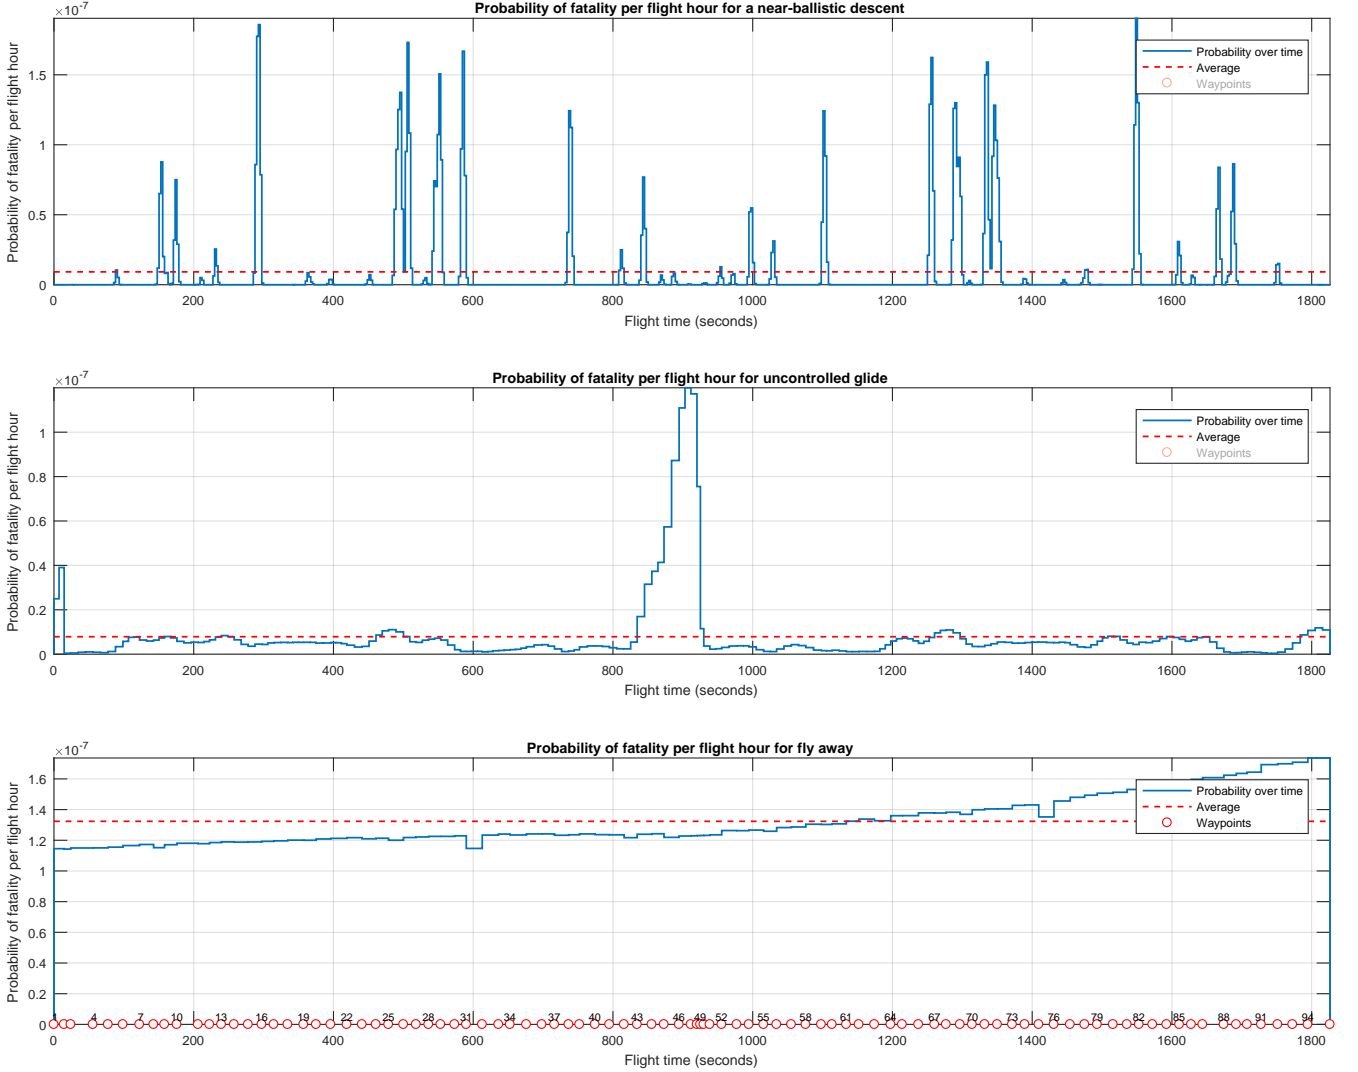 Probability of fatality per flight hour for a near-ballistic descent
×10-7
Probability of fatality per flight hour
1.5
1
0.5
0
0 200 400 600 800 1000 1200 1400 1600 1800
Flight time (seconds)
Probability over time
Average
Waypoints
Probability of fatality per flight hour for uncontrolled glide
×10-7
Probability of fatality per flight hour
1
0.8
0.6
0.4
0.2
0
0 200 400 600 800 1000 1200 1400 1600 1800
Flight time (seconds)
Probability over time
Average
Waypoints
Probability of fatality per flight hour for fly away
×10-7
Probability of fatality per flight hour
1.6
1.4
1.2
1
0.8
0.6
0.4
0.2
0
1 4 7 10 13 16 19 22 25 28 31 34 37 40 43 46 49 52 55 58 61 64 67 70 73 76 79 82 85 88 91 94
0 200 400 600 800 1000 1200 1400 1600 1800
Flight time (seconds)
Probability over time
Average
Waypoints